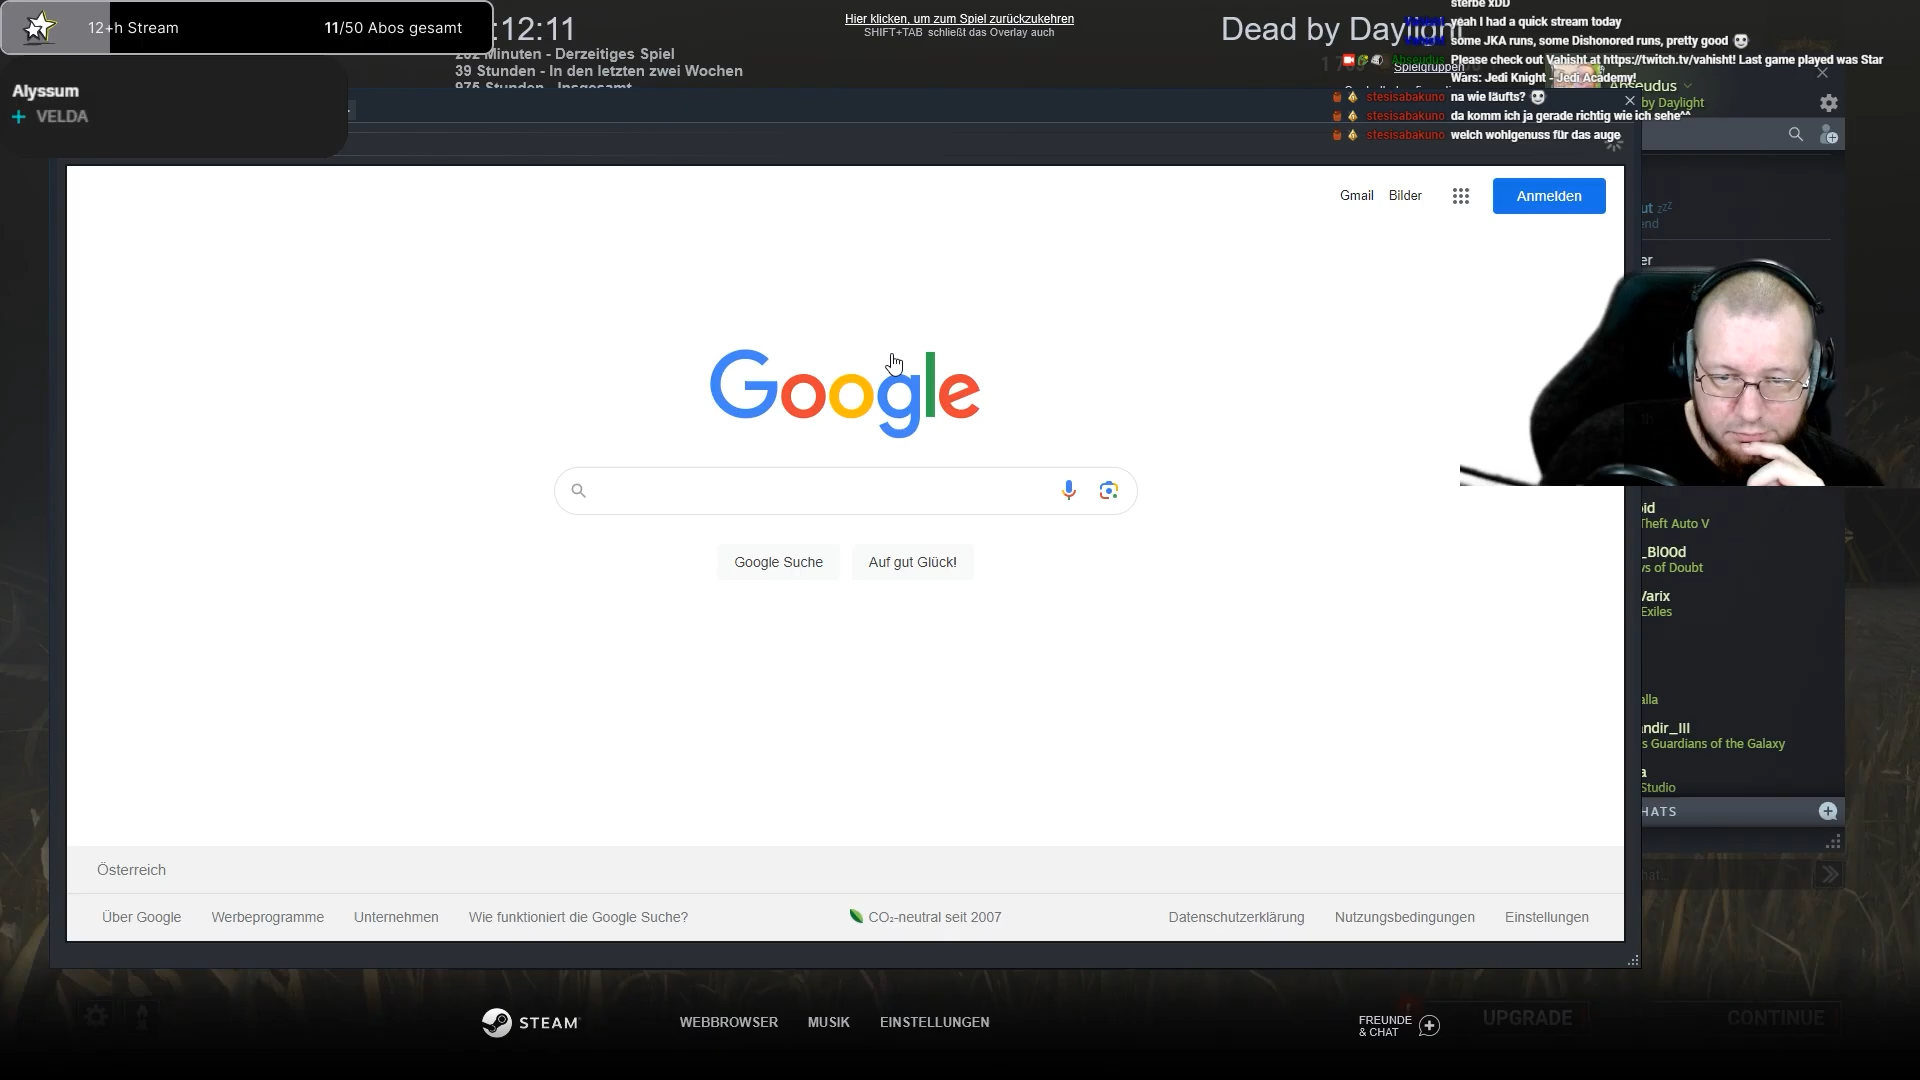 12+h Stream
11/50 Abos gesamt
:12:11
Minuten - Derzeitiges Spiel
39 Stunden - In den letzten zwei Wochen
Alyssum
+ VELDA
Hier klicken, um zum Spiel zurückzukehren
SHIFT+TAB schließt das Overlay auch
Dead by Daylight
Spielgruppen
sterbe xDD
yeah I had a quick stream today
some JKA runs, some Dishonored runs, pretty good
Abseudus Please check out Vahisht at https://twitch.tv/vahisht! Last game played was Star
Wars: Jedi Knight - Jedi Academy!
stesisabakuno na wie läufts?
stesisabakuno da komm ich ja gerade richtig wie ich sehe^^
stesisabakuno welch wohlgenuss für das auge
by Daylight
Gmail
Bilder
Anmelden
Google
Google Suche
Auf gut Glück!
Österreich
Über Google
Werbeprogramme
Unternehmen
Wie funktioniert die Google Suche?
CO₂-neutral seit 2007
Datenschutzerklärung
Nutzungsbedingungen
Einstellungen
Theft Auto V
_Bl00d
of Doubt
Varix
Exiles
andir_III
s Guardians of the Galaxy
Studio
HATS
STEAM
WEBBROWSER
MUSIK
EINSTELLUNGEN
FREUNDE
& CHAT
UPGRADE
CONTINUE